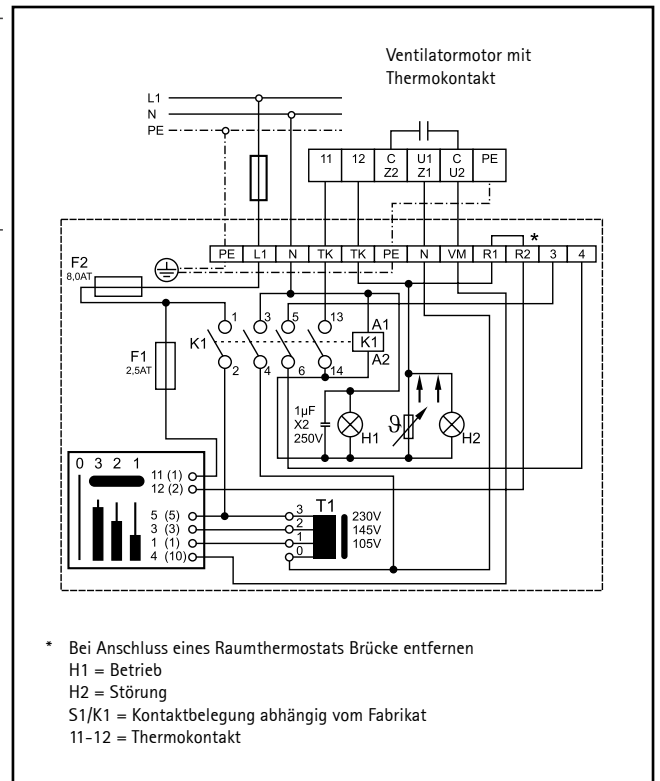 Ventilatormotor mit
Thermokontakt
L1
N
PE
11 12 C U1 C PE
Z2 Z1 U2
PE L1 N TK TK PE N VM R1 R2 3 4
*
F2
8,0AT
1 3 5 13
A1
K1 K1
A2
2 4 6 14
F1
2,5AT
1µF
X2
250V
H1
ϑ
H2
0 3 2 1
11 (1)
12 (2)
5 (5)
3 (3)
1 (1)
4 (10)
T1
3
2
1
0
230V
145V
105V
* Bei Anschluss eines Raumthermostats Brücke entfernen
H1 = Betrieb
H2 = Störung
S1/K1 = Kontaktbelegung abhängig vom Fabrikat
11-12 = Thermokontakt